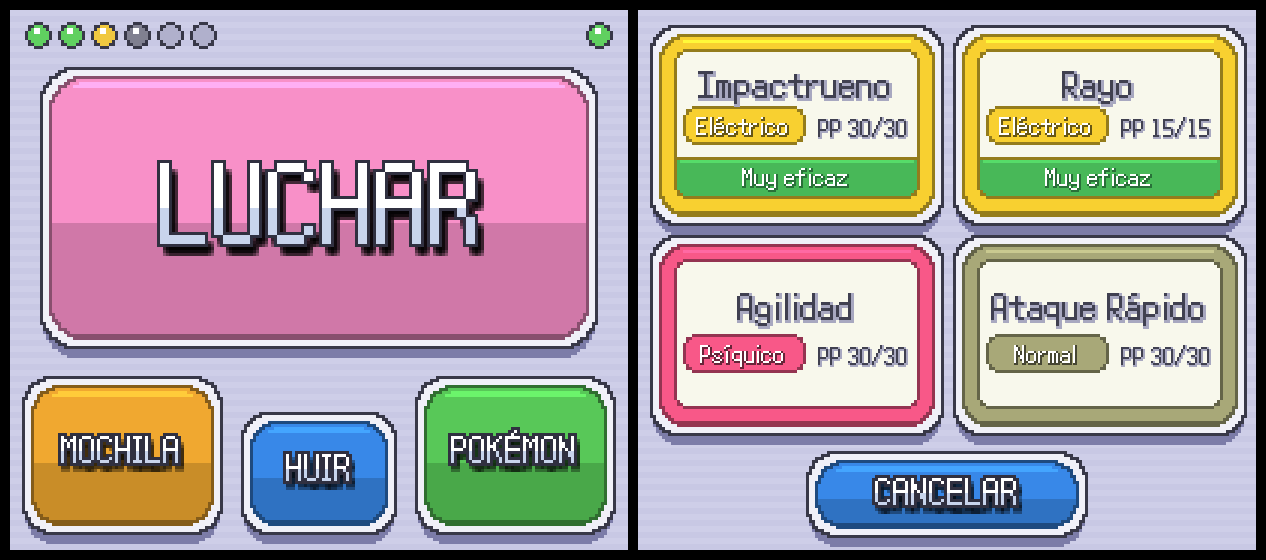 LUCHAR
MOCHILA
HUIR
POKÉMON
Impactrueno
Eléctrico PP 30/30
Muy eficaz
Rayo
Eléctrico PP 15/15
Muy eficaz
Agilidad
Psíquico PP 30/30
Ataque Rápido
Normal PP 30/30
CANCELAR